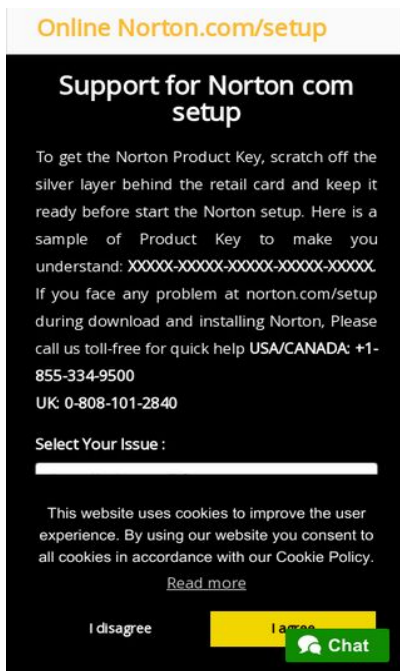 Online Norton.com/setup
Support for Norton com
setup
To get the Norton Product Key, scratch off the
silver layer behind the retail card and keep it
ready before start the Norton setup. Here is a
sample of Product Key to make you
understand: XXXXX-XXXXX-XXXXX-XXXXX-XXXXX.
If you face any problem at norton.com/setup
during download and installing Norton, Please
call us toll-free for quick help USA/CANADA: +1-
855-334-9500
UK: 0-808-101-2840
Select Your Issue :
This website uses cookies to improve the user
experience. By using our website you consent to
all cookies in accordance with our Cookie Policy.
Read more
I disagree
I agree
Chat